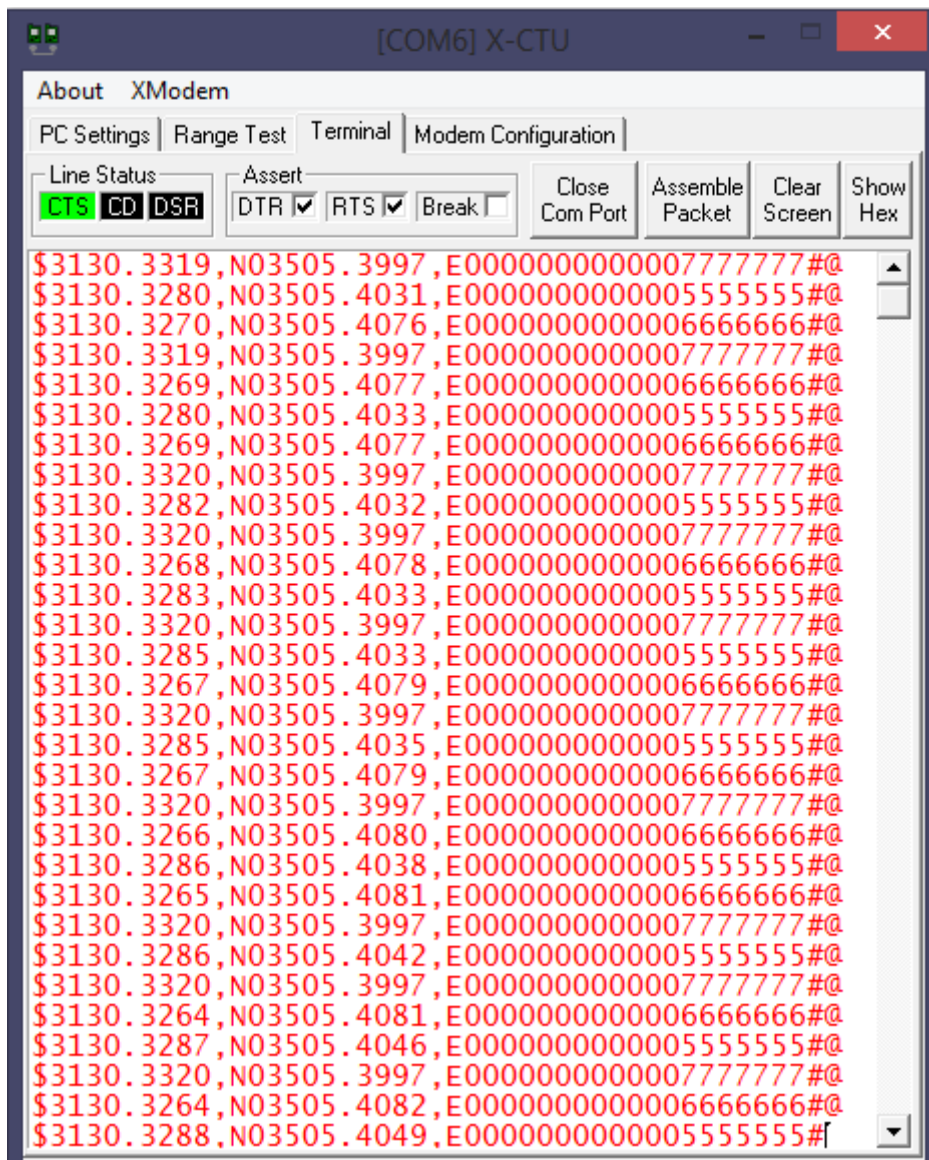 [COM6] X-CTU
About XModem
PC Settings Range Test Terminal Modem Configuration
Line Status Assert
CTS CD DSR DTR RTS Break Close Com Port Assemble Packet Clear Screen Show Hex
$3130.3319,N03505.3997,E0000000000007777777#@
$3130.3280,N03505.4031,E0000000000005555555#@
$3130.3270,N03505.4076,E0000000000006666666#@
$3130.3319,N03505.3997,E0000000000007777777#@
$3130.3269,N03505.4077,E0000000000006666666#@
$3130.3280,N03505.4033,E0000000000005555555#@
$3130.3269,N03505.4077,E0000000000006666666#@
$3130.3320,N03505.3997,E0000000000007777777#@
$3130.3282,N03505.4032,E0000000000005555555#@
$3130.3320,N03505.3997,E0000000000007777777#@
$3130.3268,N03505.4078,E0000000000006666666#@
$3130.3283,N03505.4033,E0000000000005555555#@
$3130.3320,N03505.3997,E0000000000007777777#@
$3130.3285,N03505.4033,E0000000000005555555#@
$3130.3267,N03505.4079,E0000000000006666666#@
$3130.3320,N03505.3997,E0000000000007777777#@
$3130.3285,N03505.4035,E0000000000005555555#@
$3130.3267,N03505.4079,E0000000000006666666#@
$3130.3320,N03505.3997,E0000000000007777777#@
$3130.3266,N03505.4080,E0000000000006666666#@
$3130.3286,N03505.4038,E0000000000005555555#@
$3130.3265,N03505.4081,E0000000000006666666#@
$3130.3320,N03505.3997,E0000000000007777777#@
$3130.3286,N03505.4042,E0000000000005555555#@
$3130.3320,N03505.3997,E0000000000007777777#@
$3130.3264,N03505.4081,E0000000000006666666#@
$3130.3287,N03505.4046,E0000000000005555555#@
$3130.3320,N03505.3997,E0000000000007777777#@
$3130.3264,N03505.4082,E0000000000006666666#@
$3130.3288,N03505.4049,E0000000000005555555#